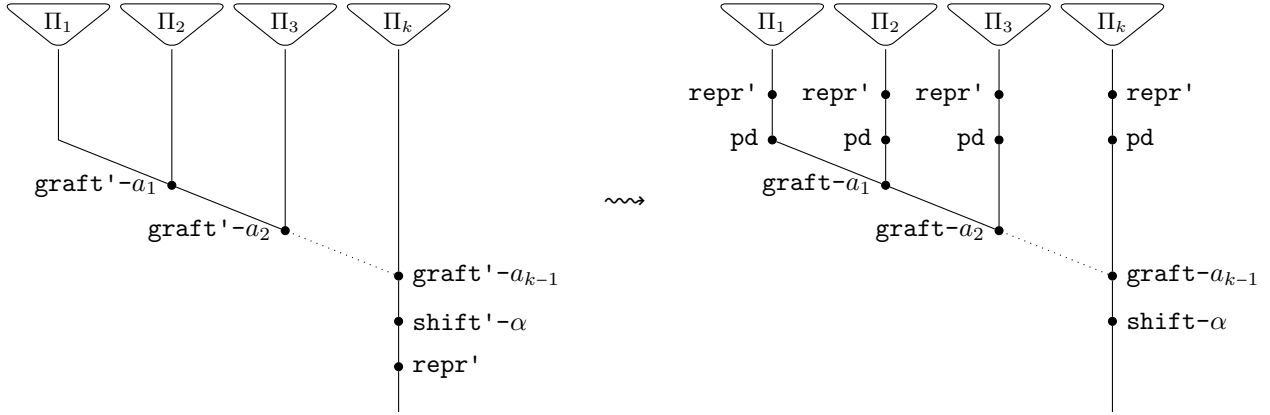 Π₁ Π₂ Π₃ Πₖ Π₁ Π₂ Π₃ Πₖ
repr' repr' repr' repr'
pd pd pd pd
graft'-a₁ graft-a₁
graft'-a₂ ⇝ graft-a₂
graft'-aₖ₋₁ graft-aₖ₋₁
shift'-α shift-α
repr'